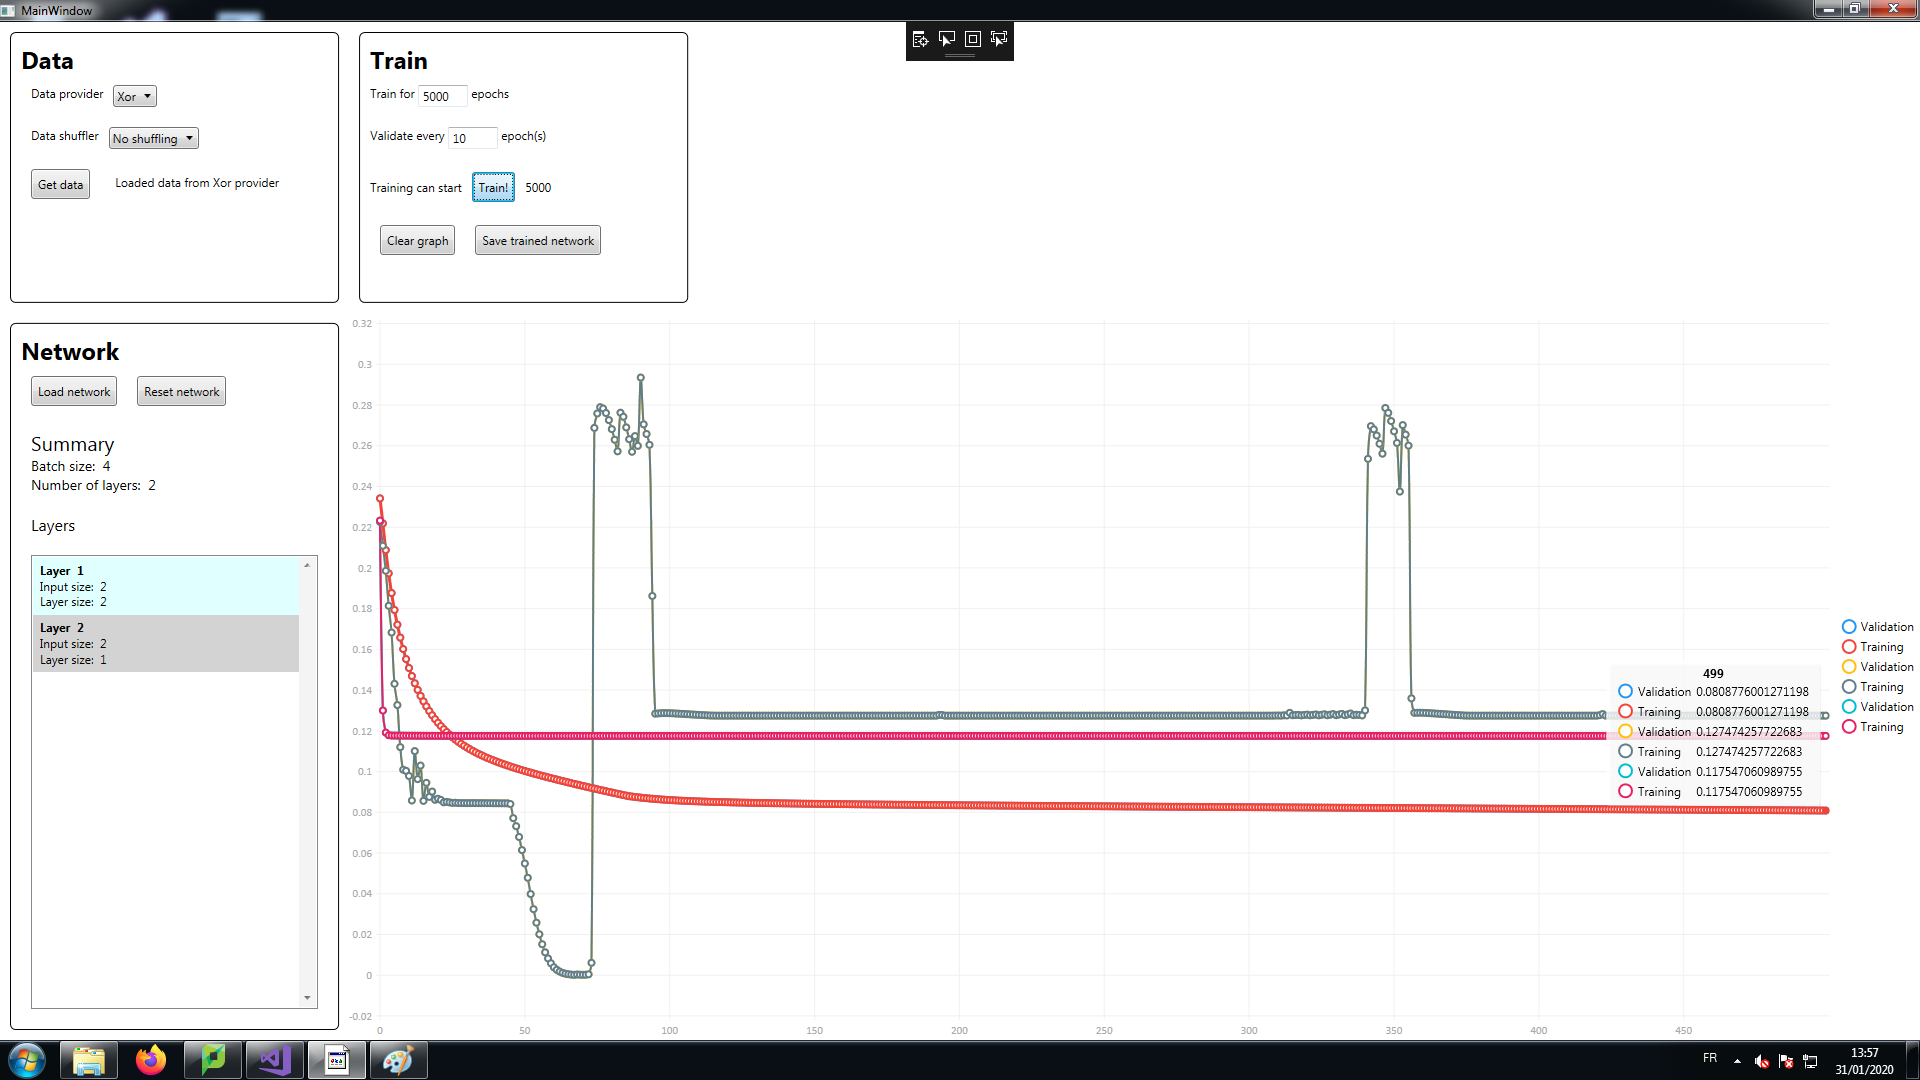 MainWindow
Data
Data provider Xor
Data shuffler No shuffling
Get data Loaded data from Xor provider
Train
Train for 5000 epochs
Validate every 10 epoch(s)
Training can start Train! 5000
Clear graph Save trained network
Network
Load network Reset network
Summary
Batch size: 4
Number of layers: 2
Layers
Layer 1
Input size: 2
Layer size: 2
Layer 2
Input size: 2
Layer size: 1
0.32
0.3
0.28
0.26
0.24
0.22
0.2
0.18
0.16
0.14
0.12
0.1
0.08
0.06
0.04
0.02
0
-0.02
0 50 100 150 200 250 300 350 400 450
499
Validation 0.0808776001271198
Training 0.0808776001271198
Validation 0.127474257722683
Training 0.127474257722683
Validation 0.117547060989755
Training 0.117547060989755
Validation
Training
Validation
Training
Validation
Training
FR
13:57
31/01/2020